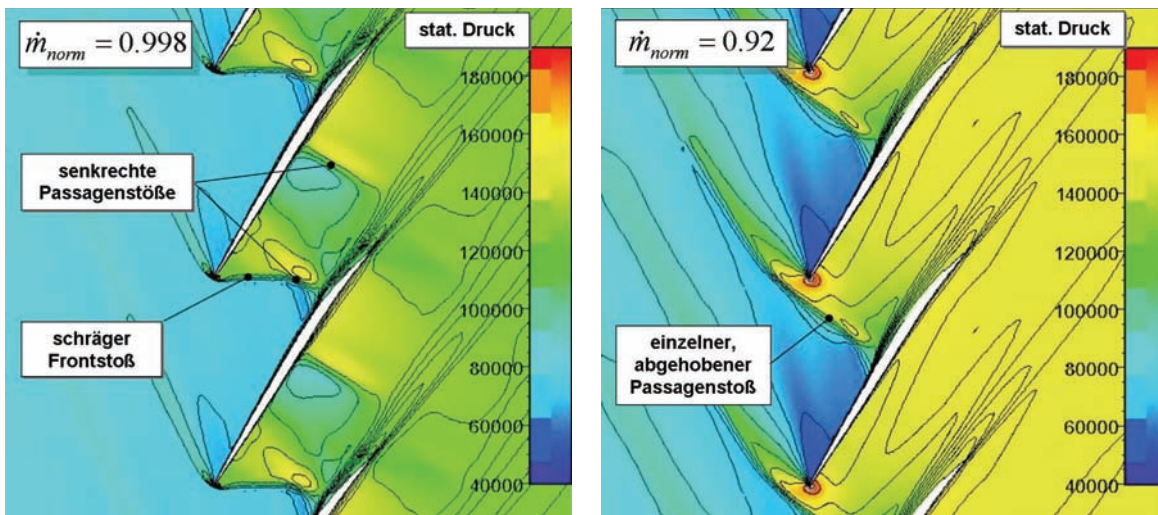 ṁnorm = 0.998
stat. Druck
180000
160000
senkrechte
Passagenstöße
140000
120000
100000
schräger
Frontstoß
80000
60000
40000
ṁnorm = 0.92
stat. Druck
180000
160000
140000
120000
100000
einzelner,
abgehobener
Passagenstoß
80000
60000
40000